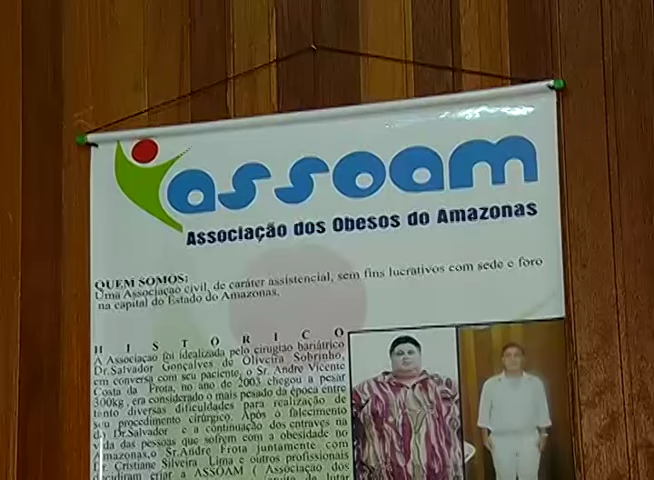 assoam
Associação dos Obesos do Amazonas
QUEM SOMOS:
Uma Associaçao civil, de caráter assistencial, sem fins lucrativos com sede e foro
na capital do Estado do Amazonas.
H I S T O R I C O
A Associação foi idealizada pelo cirugião bariátrico
Dr.Salvador Gonçalves de Oliveira Sobrinho,
em conversa com seu paciente, o Sr. Andre Vicente
Costa da Frota, no ano de 2003 chegou a pesar
300kg, era considerado o mais pesado da época entre
tanto diversas dificuldades para realização de
seu procedimento cirúrgico. Após o falecimento
do Dr.Salvador e a continuação dos entraves na
vida das pessoas que sofrem com a obesidade no
Amazonas,o Sr.Andre Frota juntamente com
Dr. Cristiane Silveira Lima e outros profissionais
decidiram criar a ASSOAM ( Associação dos